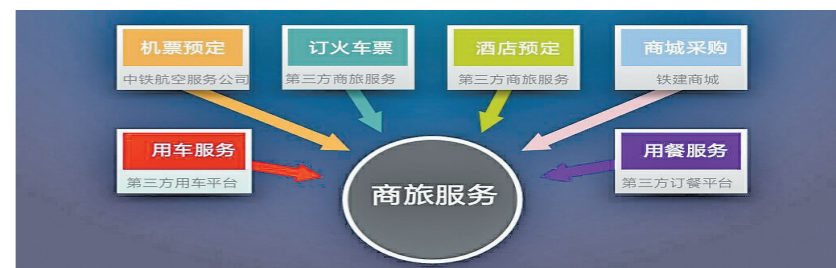 机票预定
中铁航空服务公司
订火车票
第三方商旅服务
酒店预定
第三方商旅服务
商城采购
铁建商城
用车服务
第三方用车平台
用餐服务
第三方订餐平台
商旅服务